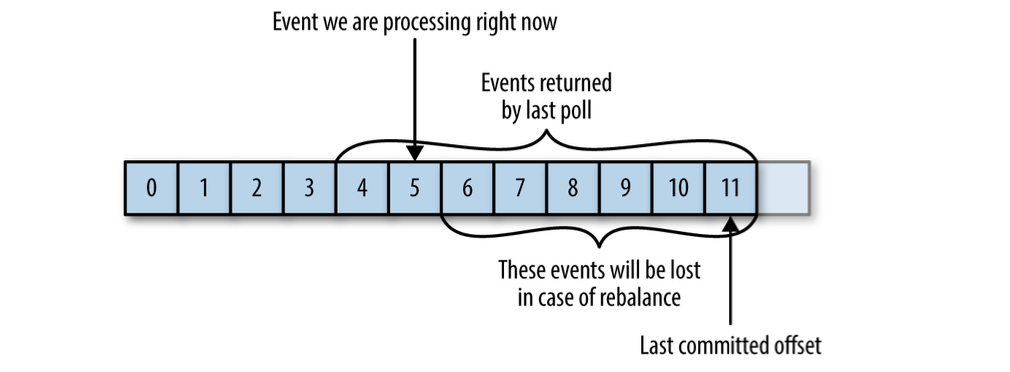 Event we are processing right now
Events returned
by last poll
0 1 2 3 4 5 6 7 8 9 10 11
These events will be lost
in case of rebalance
Last committed offset